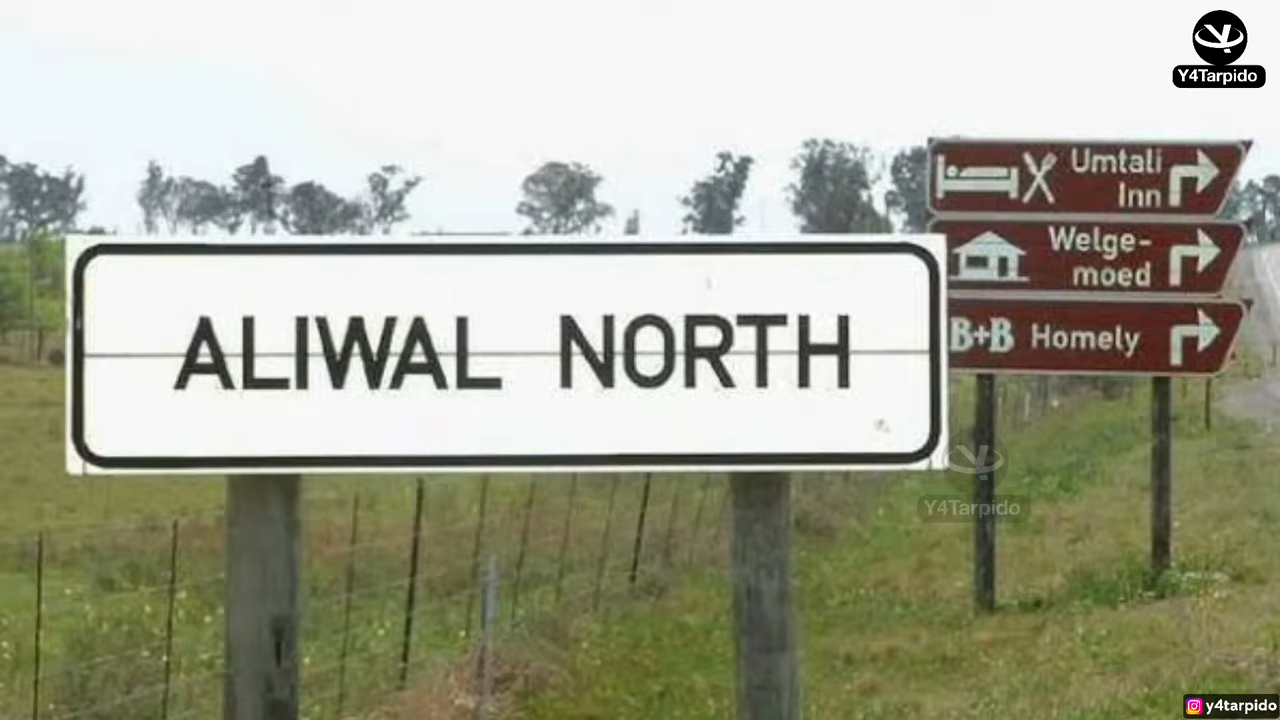 Y4Tarpido
Umtali
Inn
Welge-
moed
B+B Homely
ALIWAL NORTH
Y4Tarpido
y4tarpido